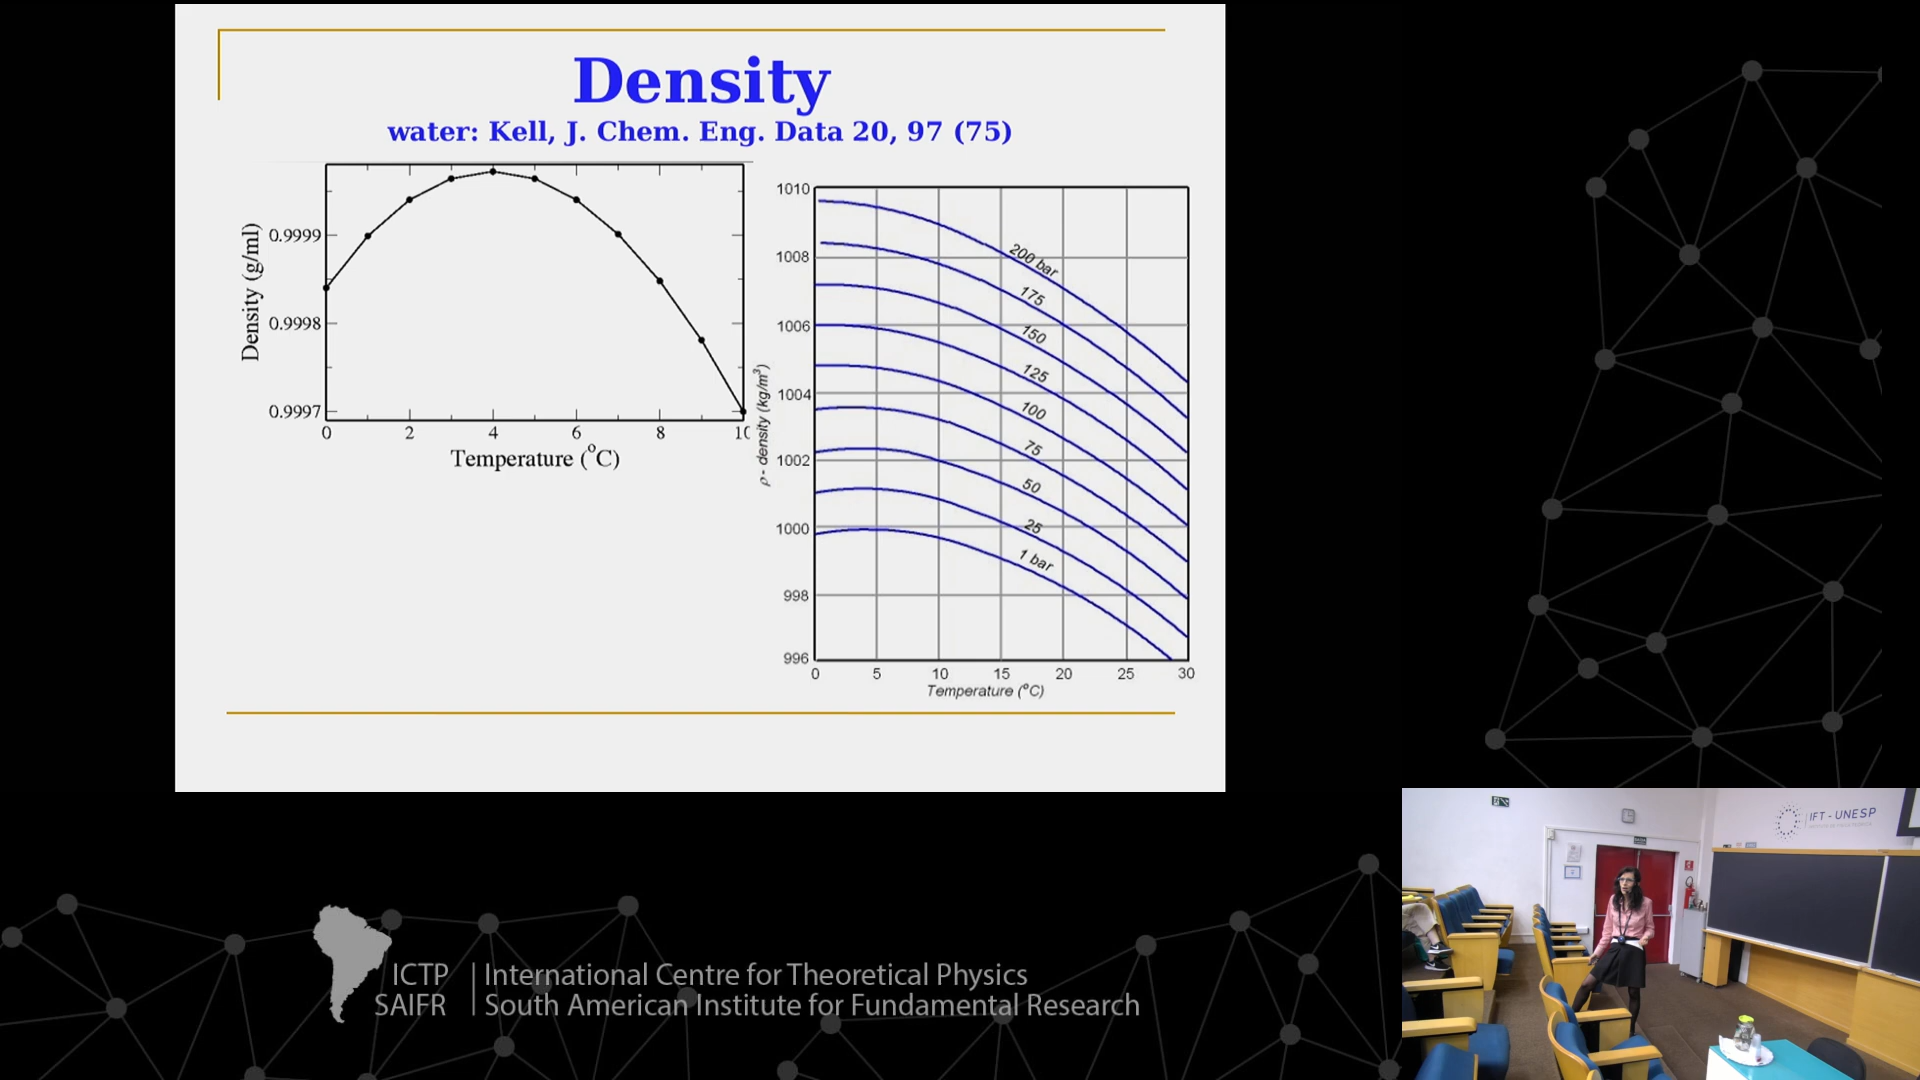 Density
water: Kell, J. Chem. Eng. Data 20, 97 (75)
Density (g/ml)
0.9999
0.9998
0.9997
0 2 4 6 8 10
Temperature (°C)
ρ - density (kg/m³)
1010
1008
1006
1004
1002
1000
998
996
200 bar
175
150
125
100
75
50
25
1 bar
0 5 10 15 20 25 30
Temperature (°C)
IFT - UNESP
ICTP | International Centre for Theoretical Physics
SAIFR | South American Institute for Fundamental Research